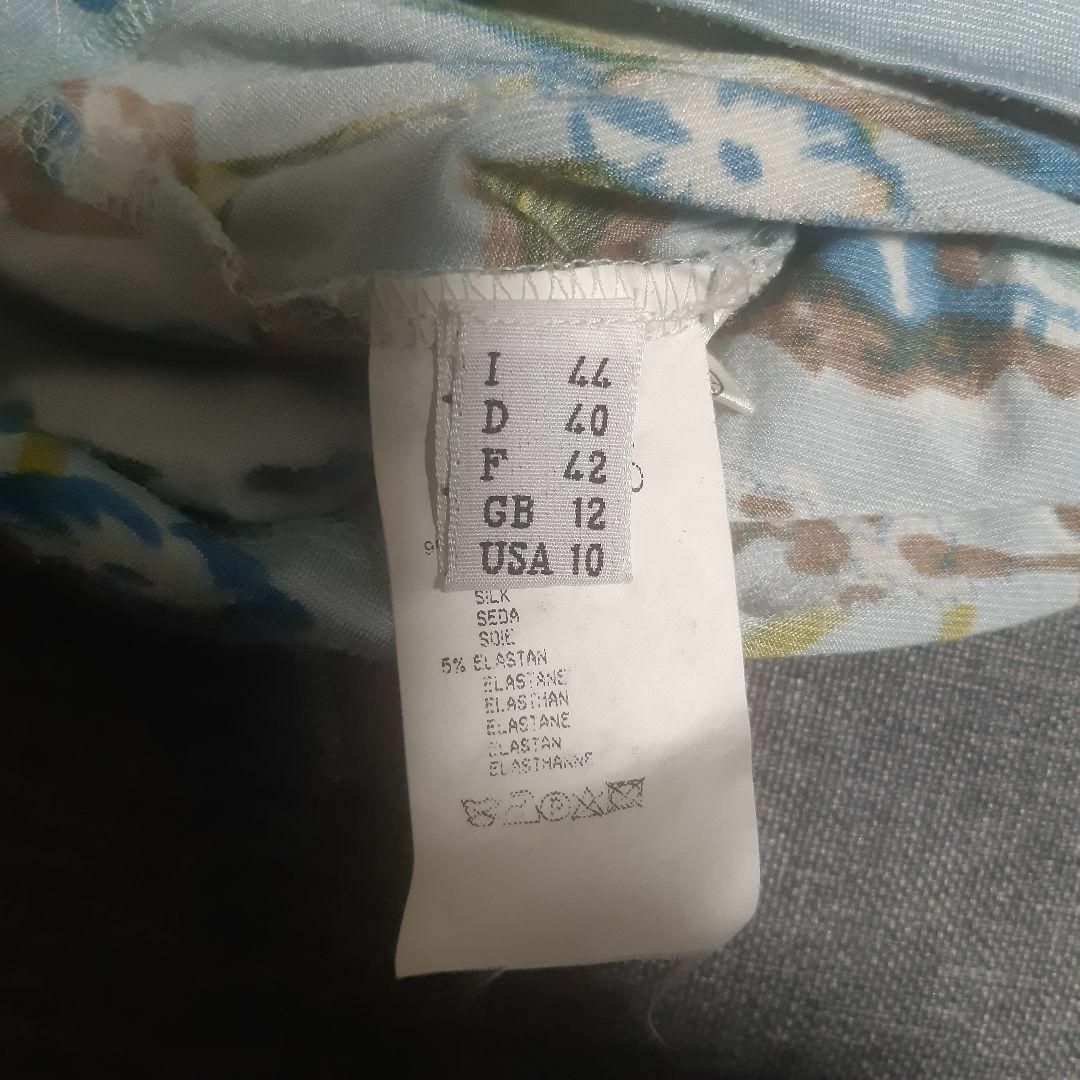 I 44
D 40
F 42
GB 12
USA 10
SILK
SEDA
SOIE
5% ELASTAN
ELASTANE
ELASTHAN
ELASTANE
ELASTAN
ELASTHANNE